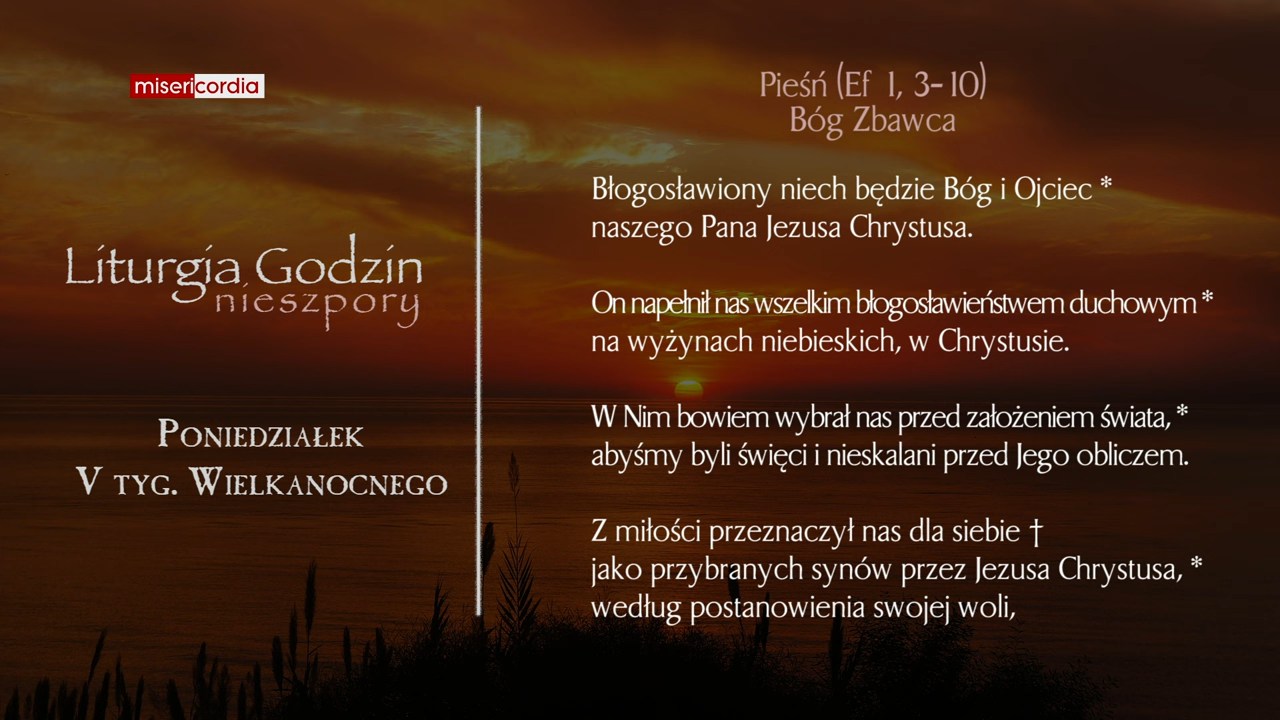 misericordia
Liturgia Godzin
nieszpory
Poniedziałek
V tyg. Wielkanocnego
Pieśń (Ef 1, 3-10)
Bóg Zbawca
Błogosławiony niech będzie Bóg i Ojciec *
naszego Pana Jezusa Chrystusa.
On napełnił nas wszelkim błogosławieństwem duchowym *
na wyżynach niebieskich, w Chrystusie.
W Nim bowiem wybrał nas przed założeniem świata, *
abyśmy byli święci i nieskalani przed Jego obliczem.
Z miłości przeznaczył nas dla siebie †
jako przybranych synów przez Jezusa Chrystusa, *
według postanowienia swojej woli,